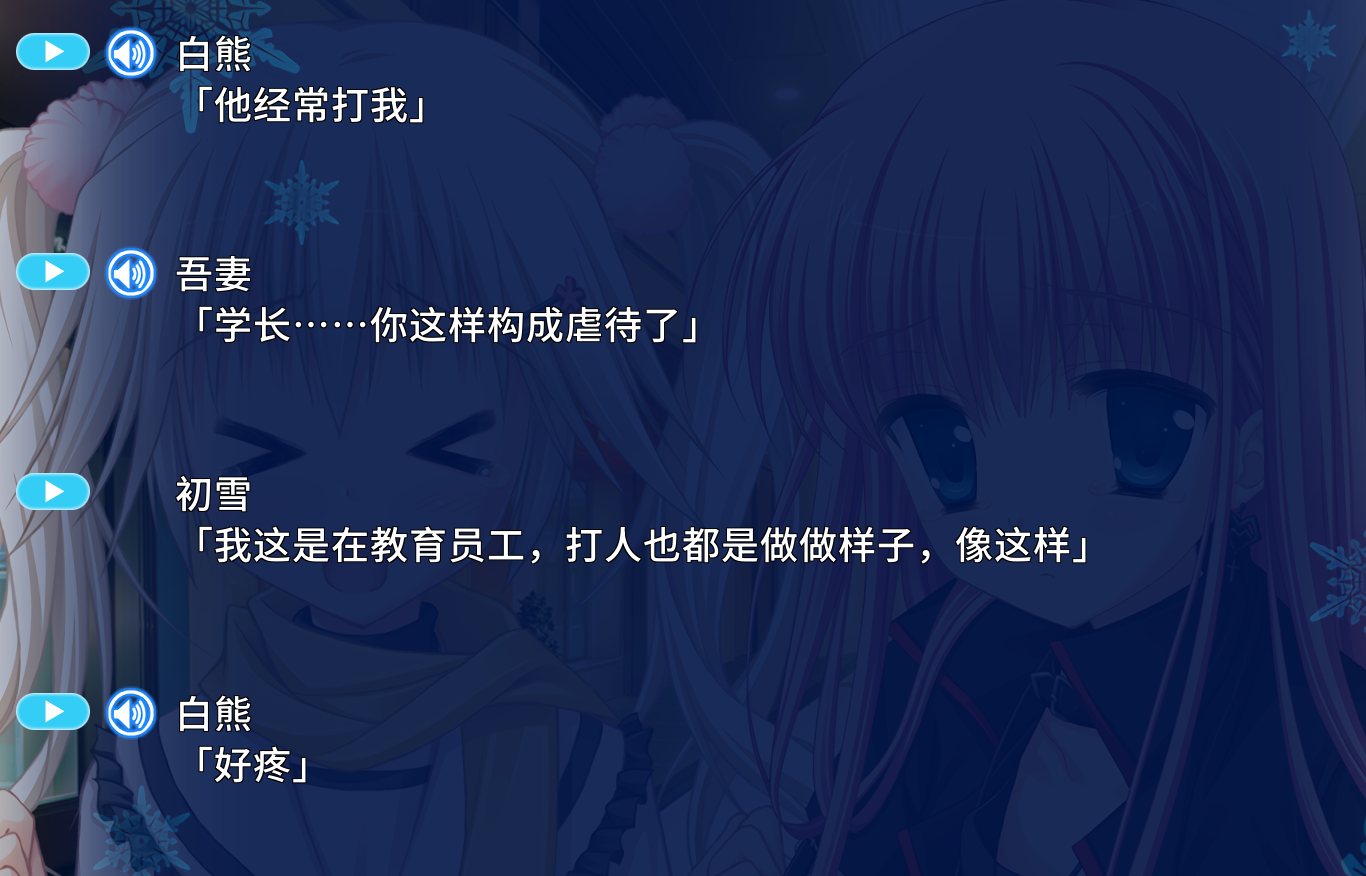 白熊
「他经常打我」
吾妻
「学长……你这样构成虐待了」
初雪
「我这是在教育员工，打人也都是做做样子，像这样」
白熊
「好疼」